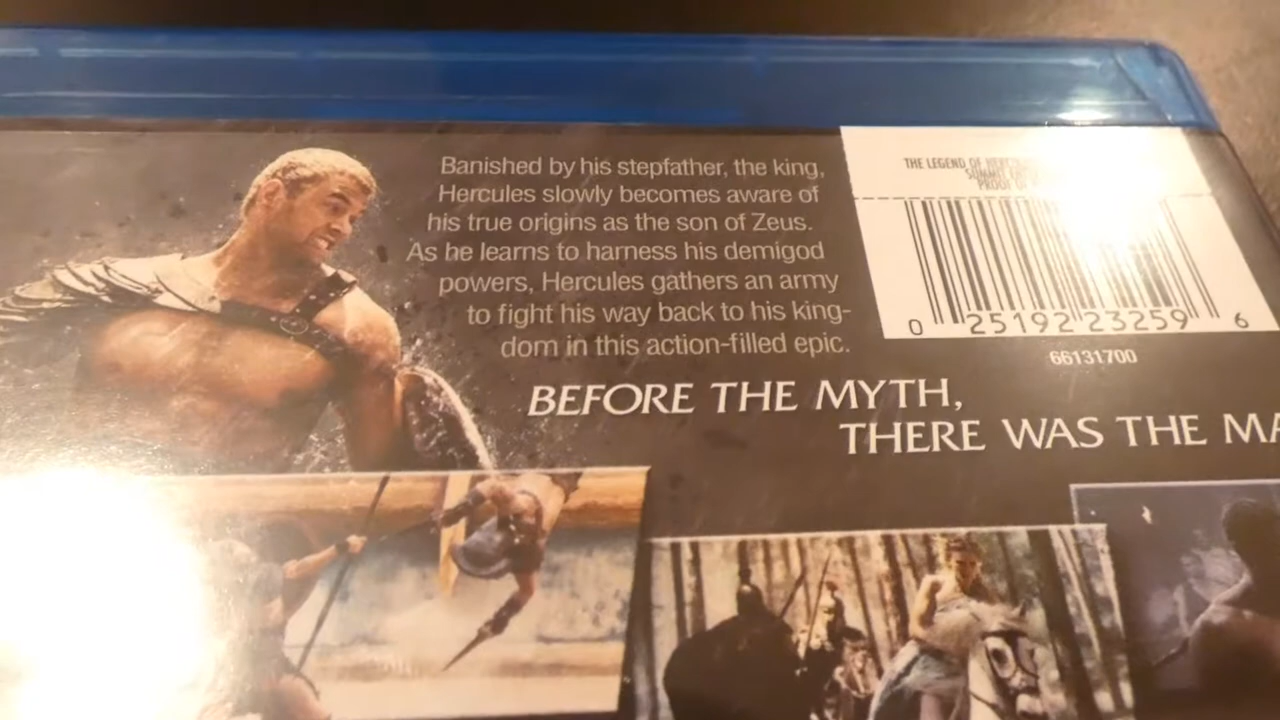 Banished by his stepfather, the king,
Hercules slowly becomes aware of
his true origins as the son of Zeus.
As he learns to harness his demigod
powers, Hercules gathers an army
to fight his way back to his king-
dom in this action-filled epic.
THE LEGEND OF
SUMMIT
PROOF
0 25192 23259 6
66131700
BEFORE THE MYTH,
THERE WAS THE